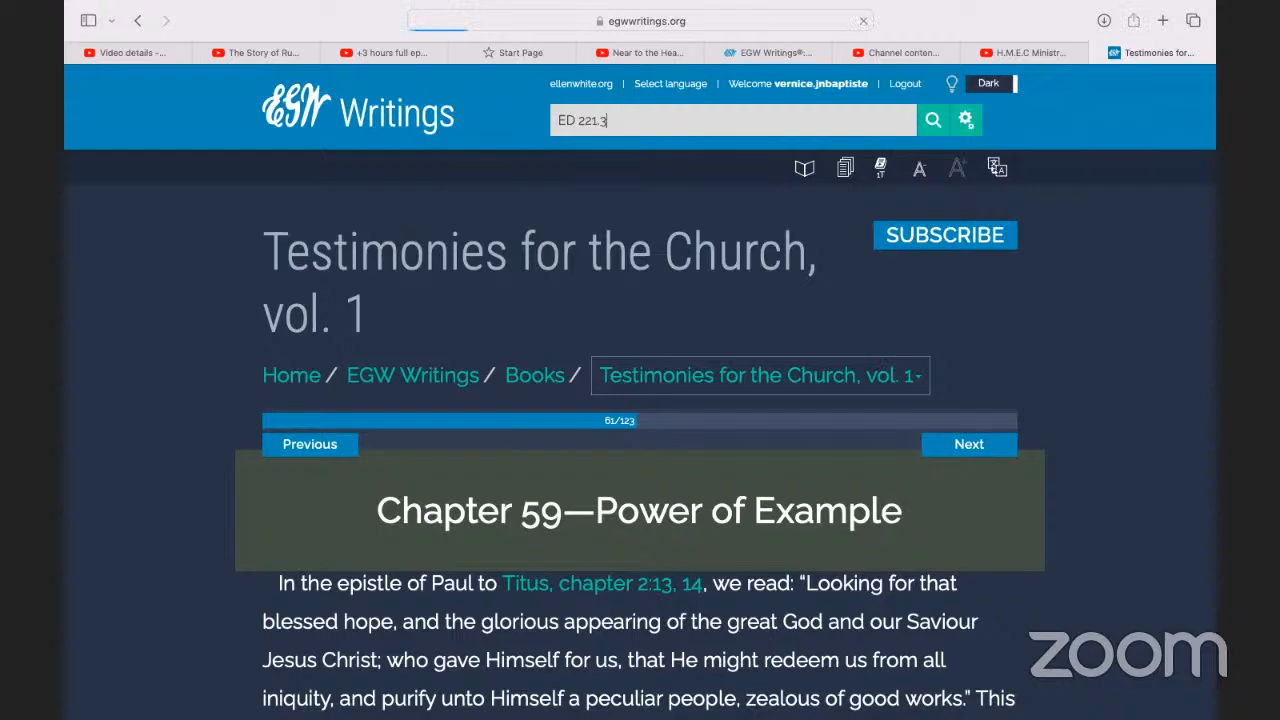 egwwritings.org
Video details -...
The Story of Ru...
+3 hours full ep...
Start Page
Near to the Hea...
EGW Writings®:...
Channel conten...
H.M.E.C Ministr...
Testimonies for...
ellenwhite.org | Select language | Welcome vernice.jnbaptiste | Logout
Dark
EGW Writings
ED 221.3
1T
A-
A+
SUBSCRIBE
Testimonies for the Church,
vol. 1
Home / EGW Writings / Books / Testimonies for the Church, vol. 1
61/123
Previous
Next
Chapter 59—Power of Example
In the epistle of Paul to Titus, chapter 2:13, 14, we read: “Looking for that
blessed hope, and the glorious appearing of the great God and our Saviour
Jesus Christ; who gave Himself for us, that He might redeem us from all
iniquity, and purify unto Himself a peculiar people, zealous of good works.” This
zoom